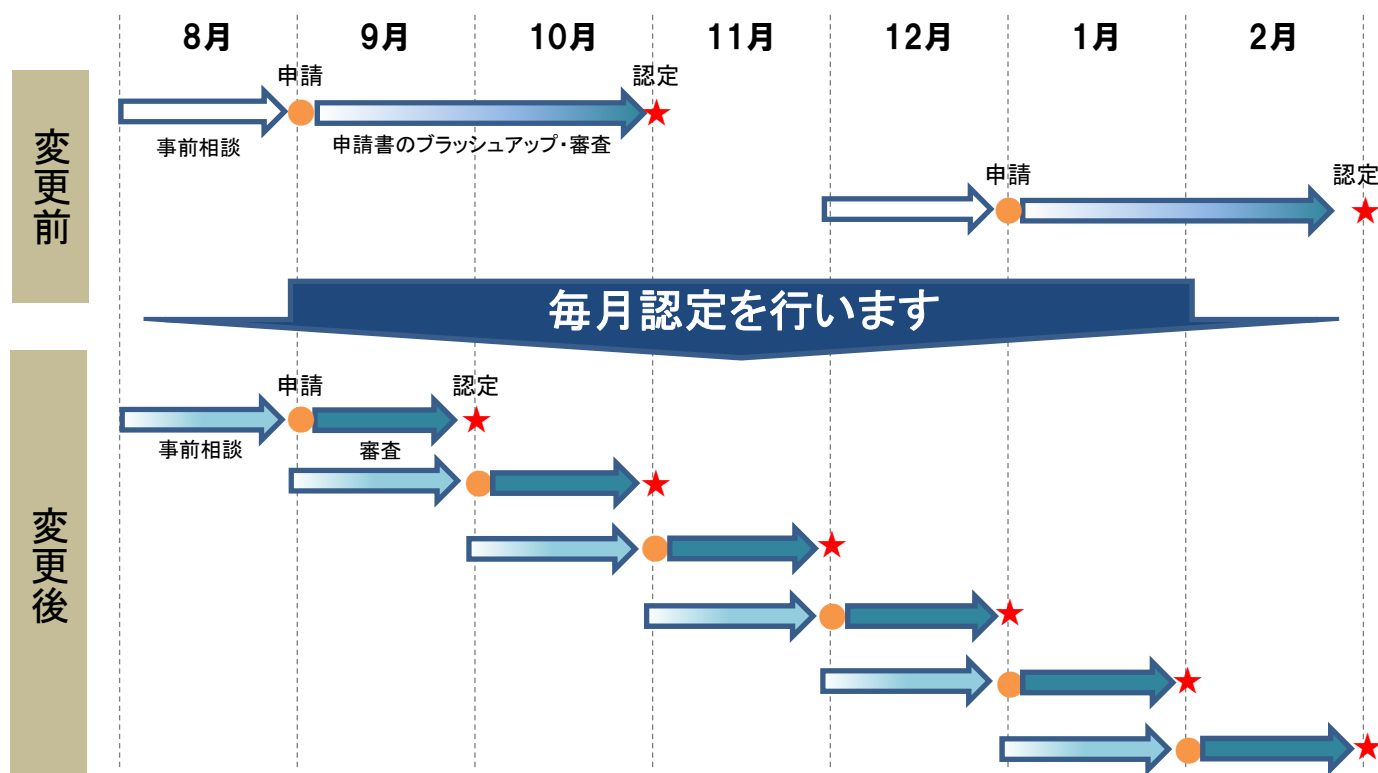 8月
9月
10月
11月
12月
1月
2月
変更前
申請
認定
事前相談
申請書のブラッシュアップ・審査
申請
認定
毎月認定を行います
変更後
申請
認定
事前相談
審査